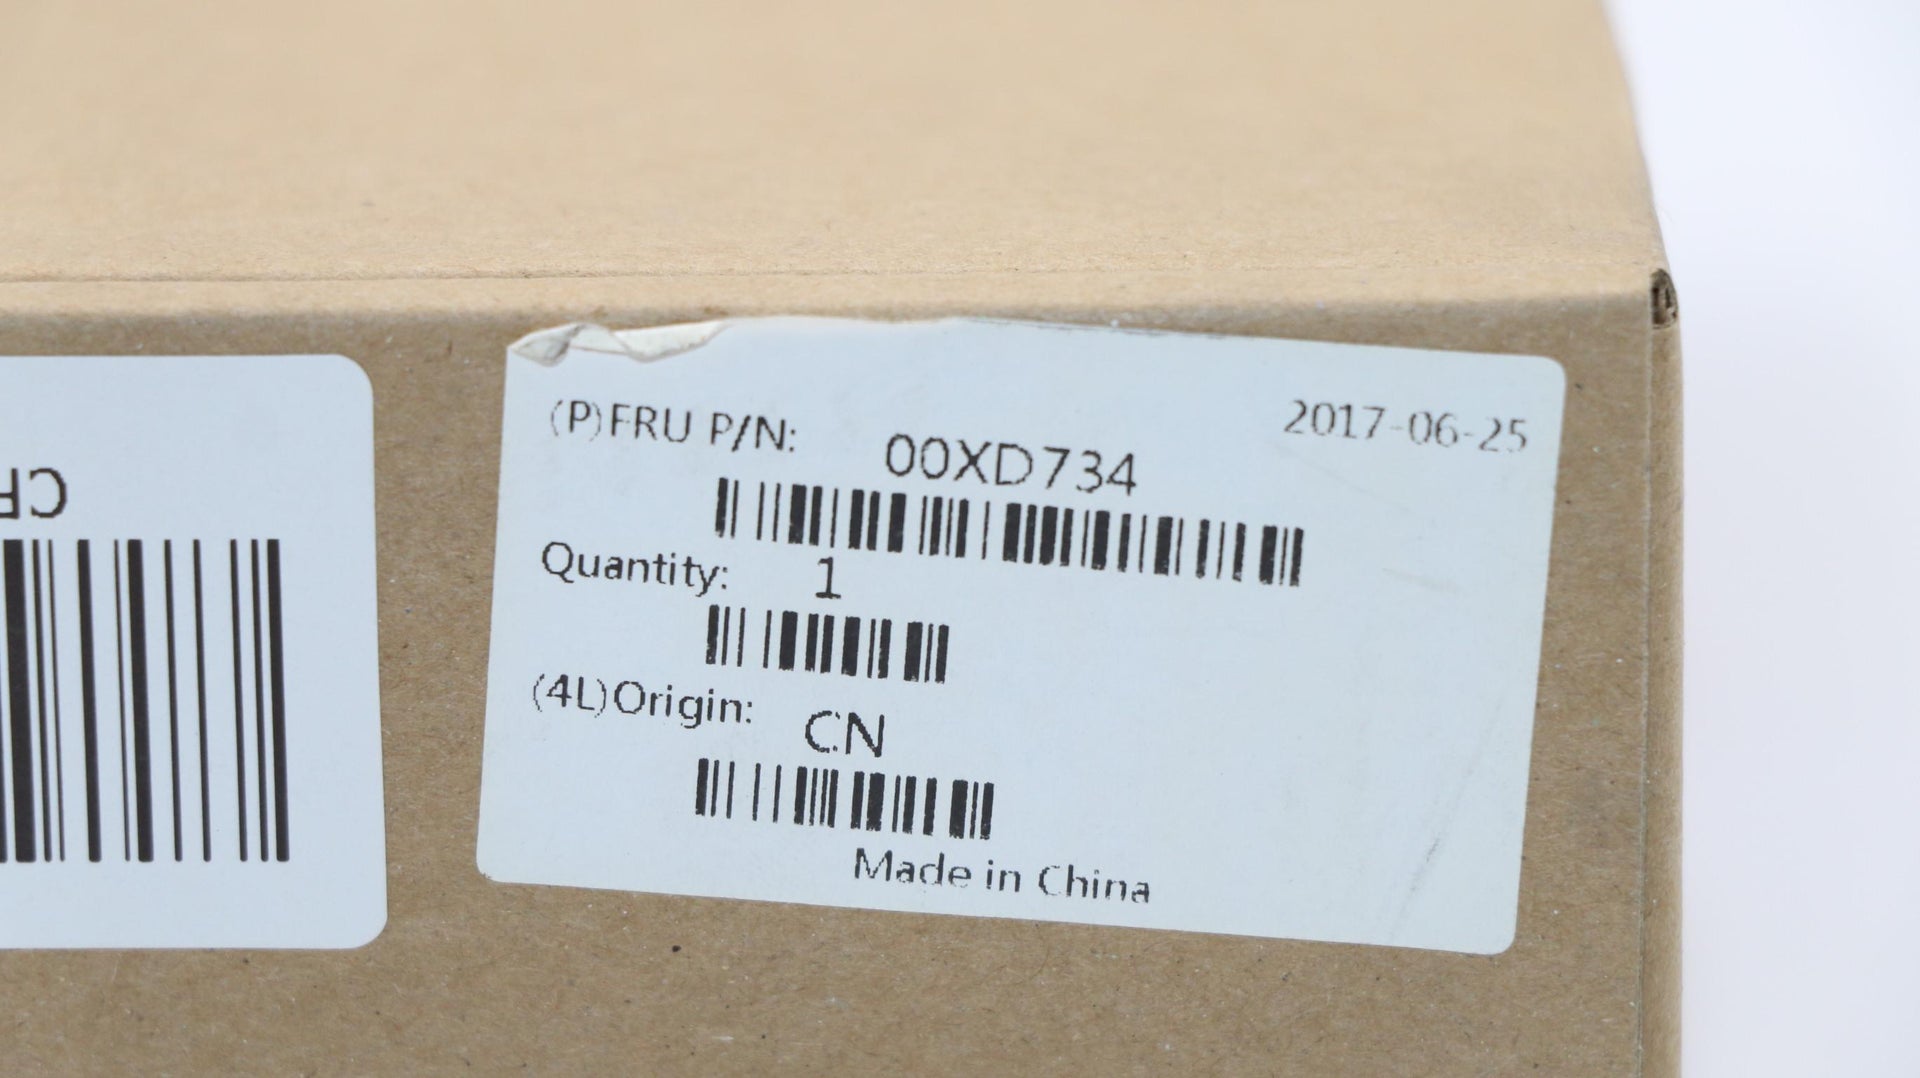 (P)FRU P/N: 00XD734
2017-06-25
Quantity: 1
(4L)Origin: CN
Made in China